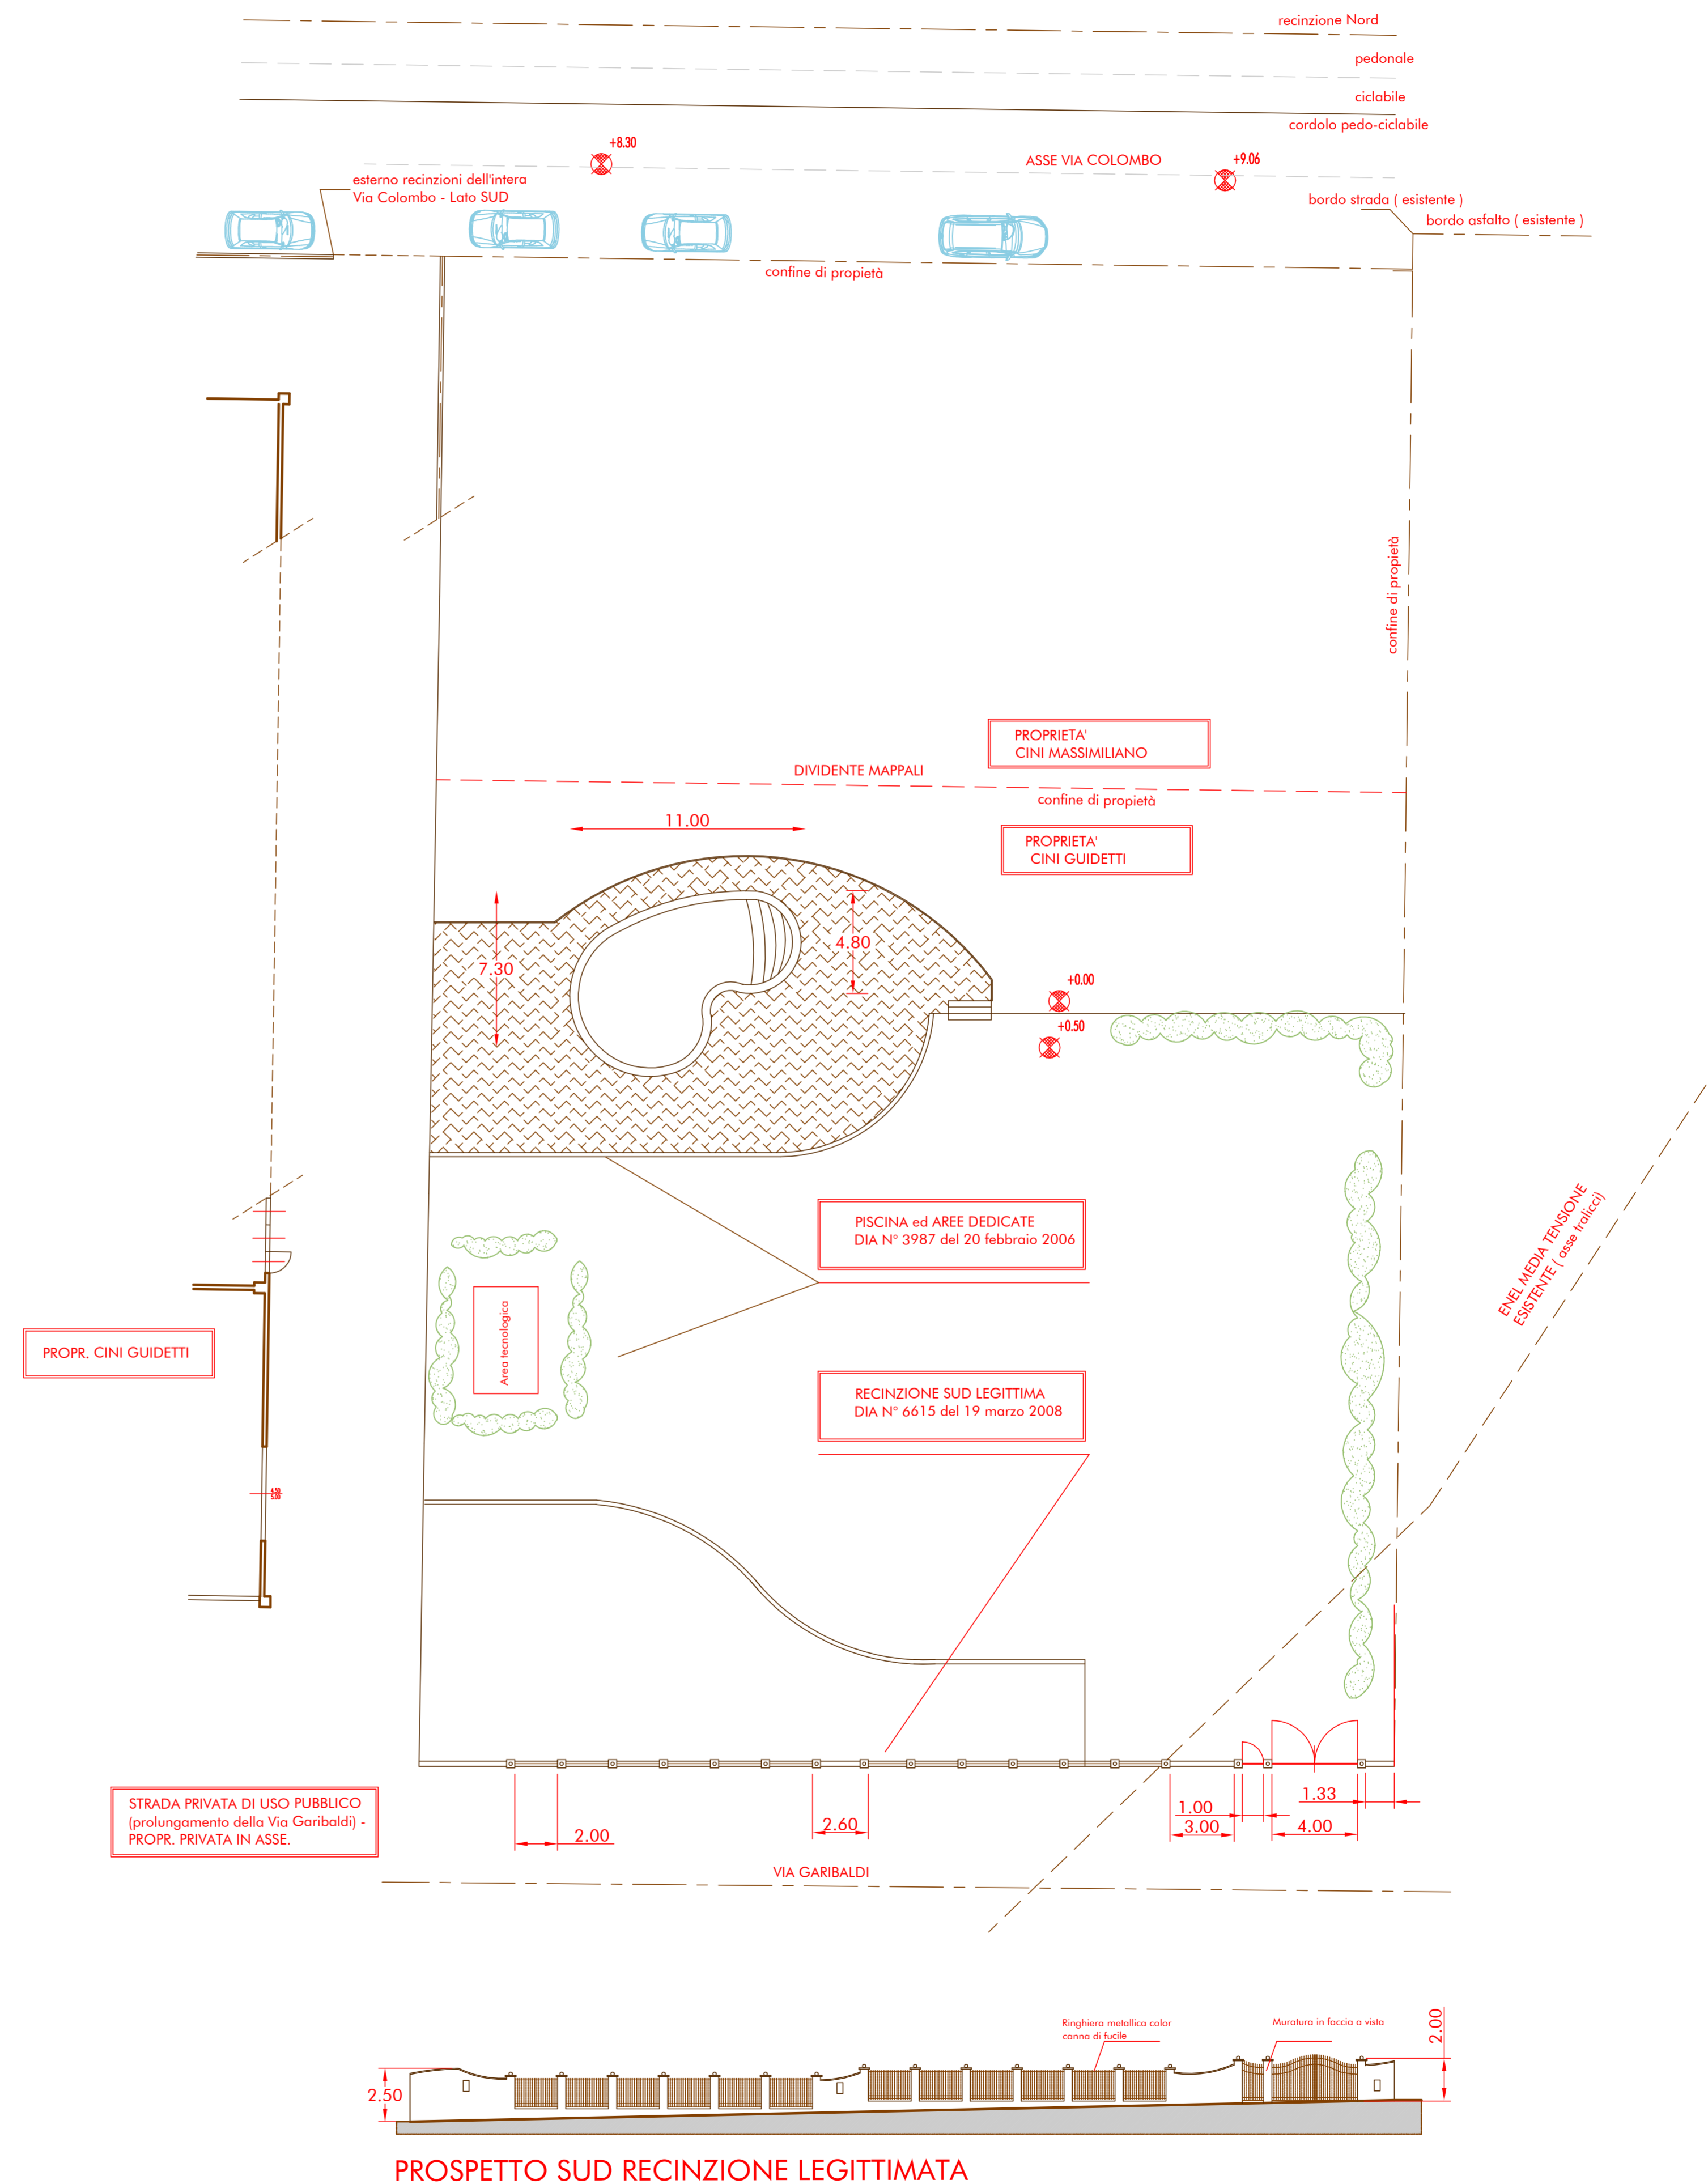 recinzione Nord
pedonale
ciclabile
cordolo pedo-ciclabile
+8.30
ASSE VIA COLOMBO
+9.06
esterno recinzioni dell'intera
Via Colombo - Lato SUD
bordo strada ( esistente )
bordo asfalto ( esistente )
confine di propietà
confine di propietà
PROPRIETA'
CINI MASSIMILIANO
DIVIDENTE MAPPALI
confine di propietà
11.00
PROPRIETA'
CINI GUIDETTI
4.80
7.30
+0.00
+0.50
PISCINA ed AREE DEDICATE
DIA N° 3987 del 20 febbraio 2006
ENEL MEDIA TENSIONE
ESISTENTE ( asse tralicci)
Area tecnologica
PROPR. CINI GUIDETTI
RECINZIONE SUD LEGITTIMA
DIA N° 6615 del 19 marzo 2008
STRADA PRIVATA DI USO PUBBLICO
(prolungamento della Via Garibaldi) -
PROPR. PRIVATA IN ASSE.
2.00
2.60
1.00
3.00
1.33
4.00
VIA GARIBALDI
Ringhiera metallica color
canna di fucile
Muratura in faccia a vista
2.00
2.50
PROSPETTO SUD RECINZIONE LEGITTIMATA